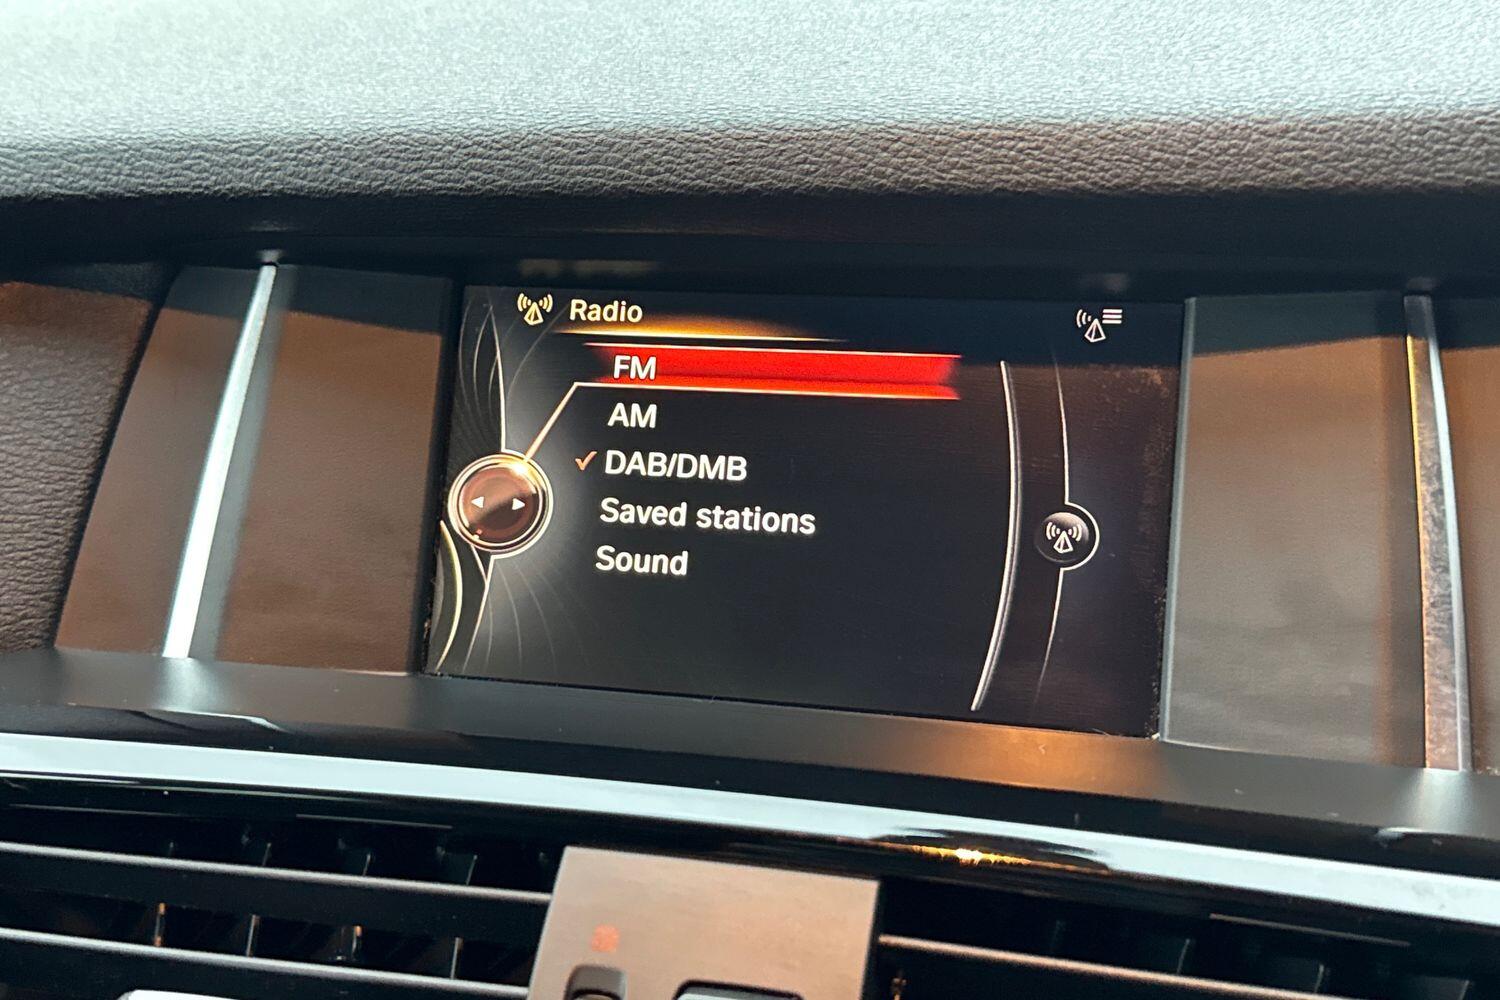 Radio
FM
AM
DAB/DMB
Saved stations
Sound